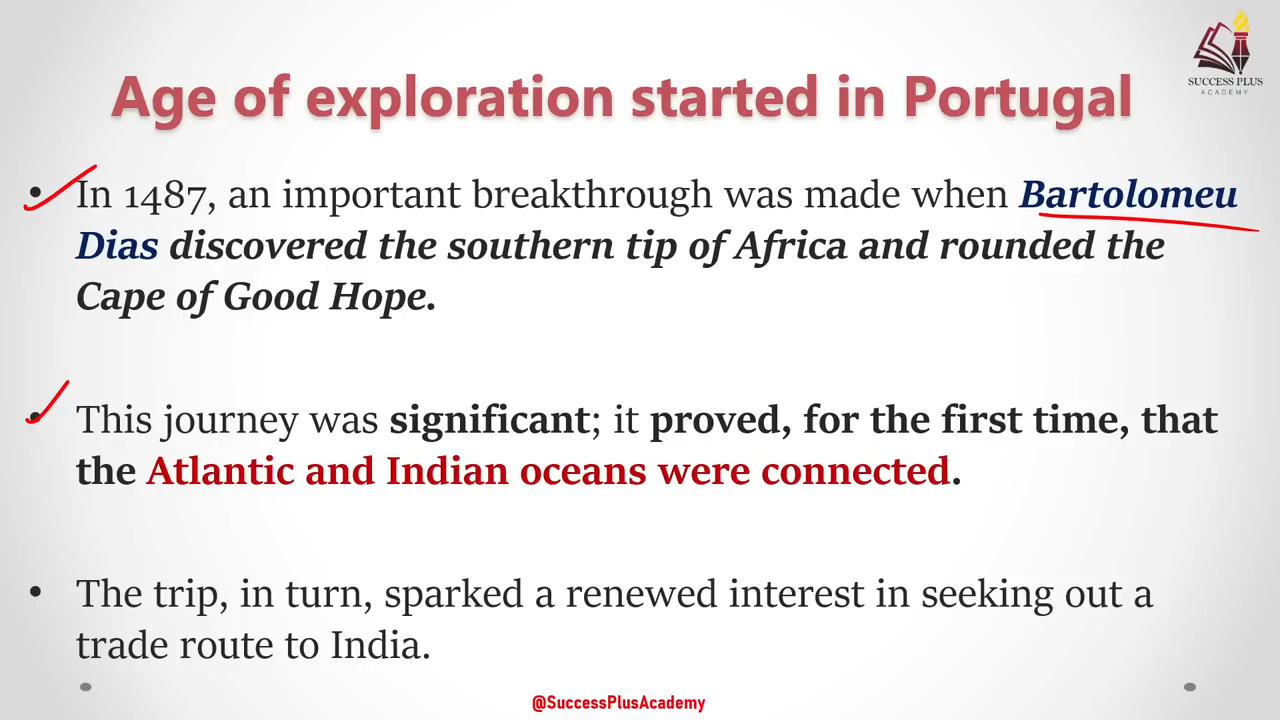 SUCCESS PLUS
ACADEMY
Age of exploration started in Portugal
• In 1487, an important breakthrough was made when Bartolomeu
Dias discovered the southern tip of Africa and rounded the
Cape of Good Hope.
• This journey was significant; it proved, for the first time, that
the Atlantic and Indian oceans were connected.
• The trip, in turn, sparked a renewed interest in seeking out a
trade route to India.
@SuccessPlusAcademy